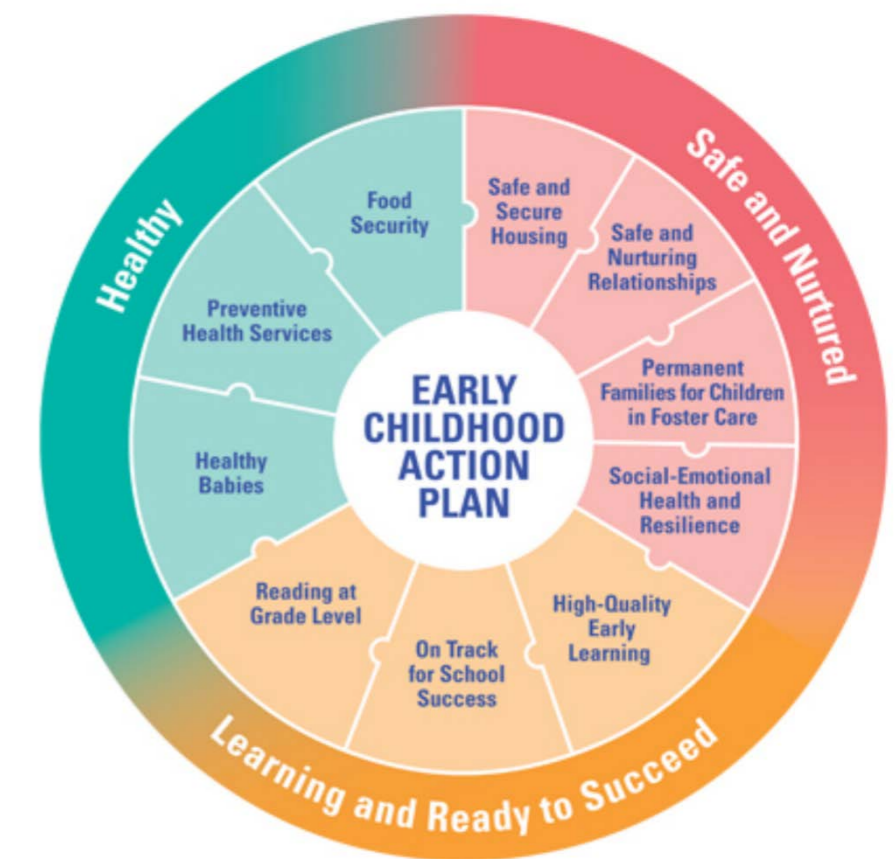 Healthy
Safe and Nurtured
Learning and Ready to Succeed
EARLY
CHILDHOOD
ACTION
PLAN
Food
Security
Safe and
Secure
Housing
Safe and
Nurturing
Relationships
Permanent
Families for Children
in Foster Care
Social-Emotional
Health and
Resilience
High-Quality
Early
Learning
On Track
for School
Success
Reading at
Grade Level
Healthy
Babies
Preventive
Health Services